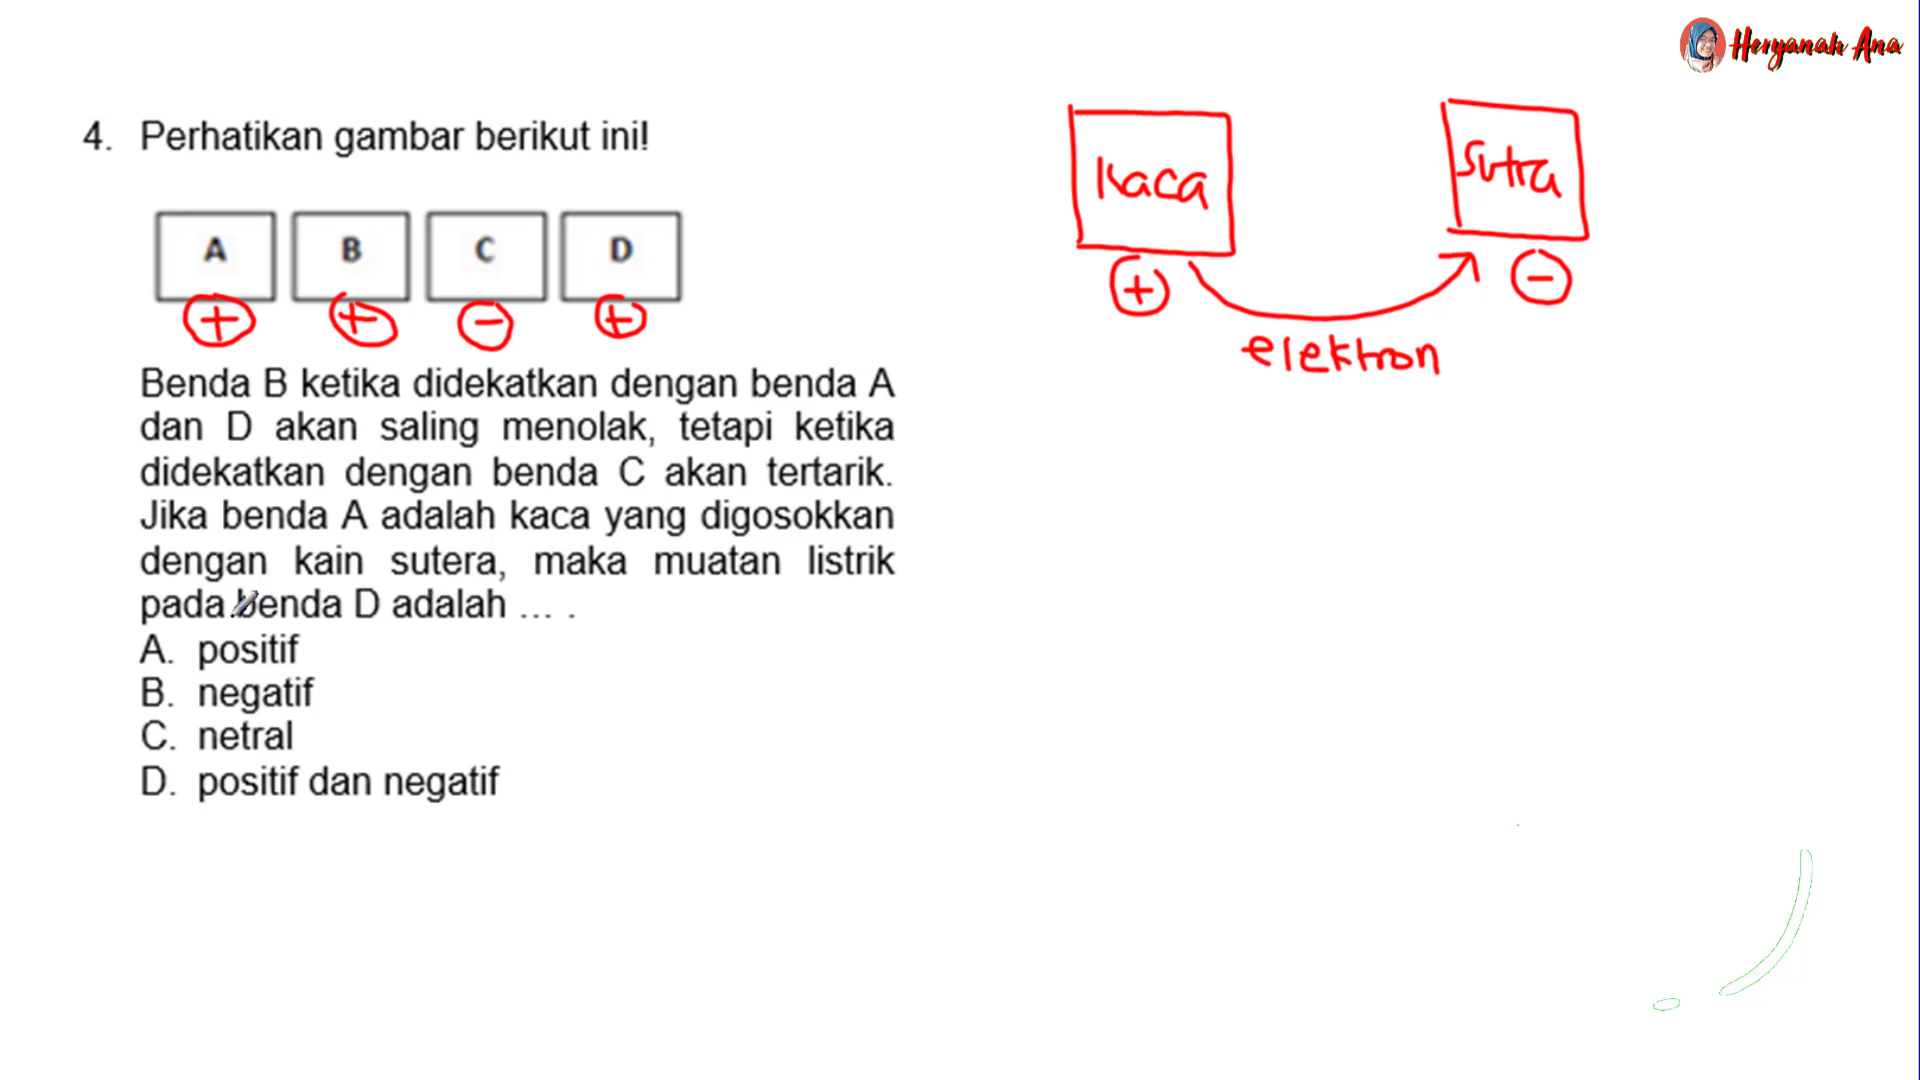 Heryanah Ana
4. Perhatikan gambar berikut ini!
A B C D
+ + - +
Benda B ketika didekatkan dengan benda A
dan D akan saling menolak, tetapi ketika
didekatkan dengan benda C akan tertarik.
Jika benda A adalah kaca yang digosokkan
dengan kain sutera, maka muatan listrik
pada benda D adalah ... .
A. positif
B. negatif
C. netral
D. positif dan negatif
Kaca Sutra
+ -
elektron